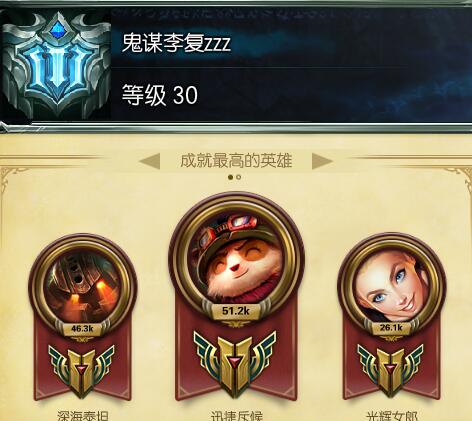 鬼谋李复zzz
等级 30
成就最高的英雄
46.3k
51.2k
26.1k
深海泰坦
迅捷斥候
光辉女郎